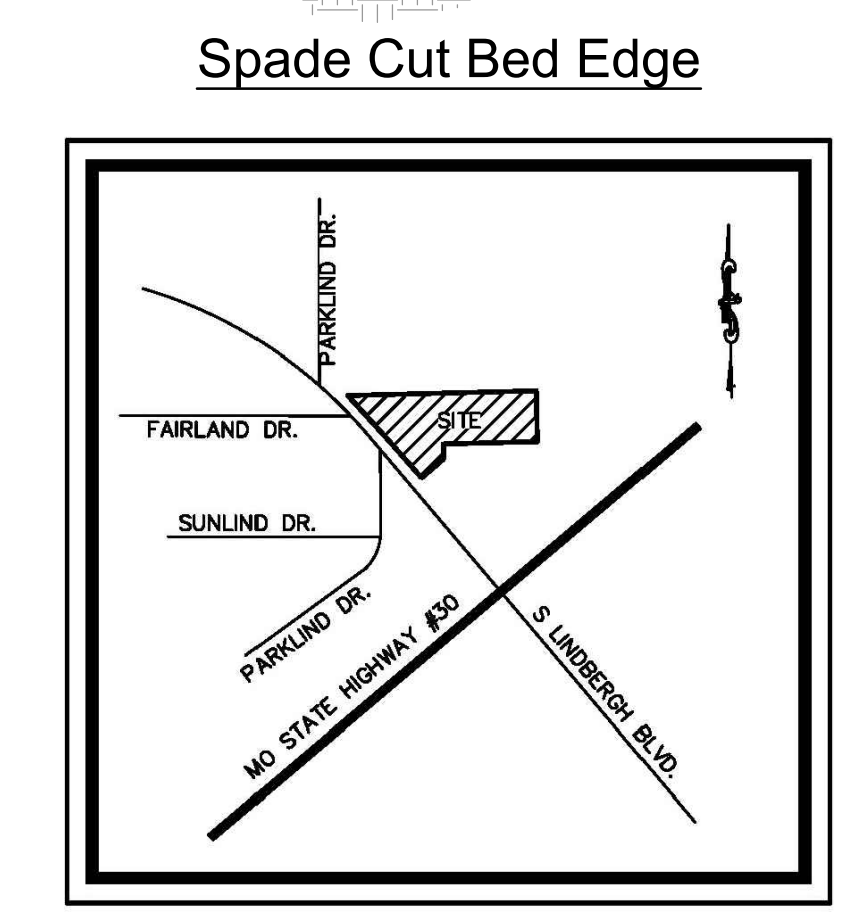 Spade Cut Bed Edge
PARKLIND DR.
FAIRLAND DR.
SITE
SUNLIND DR.
PARKLIND DR.
MO STATE HIGHWAY #30
S LINDBERGH BLVD.